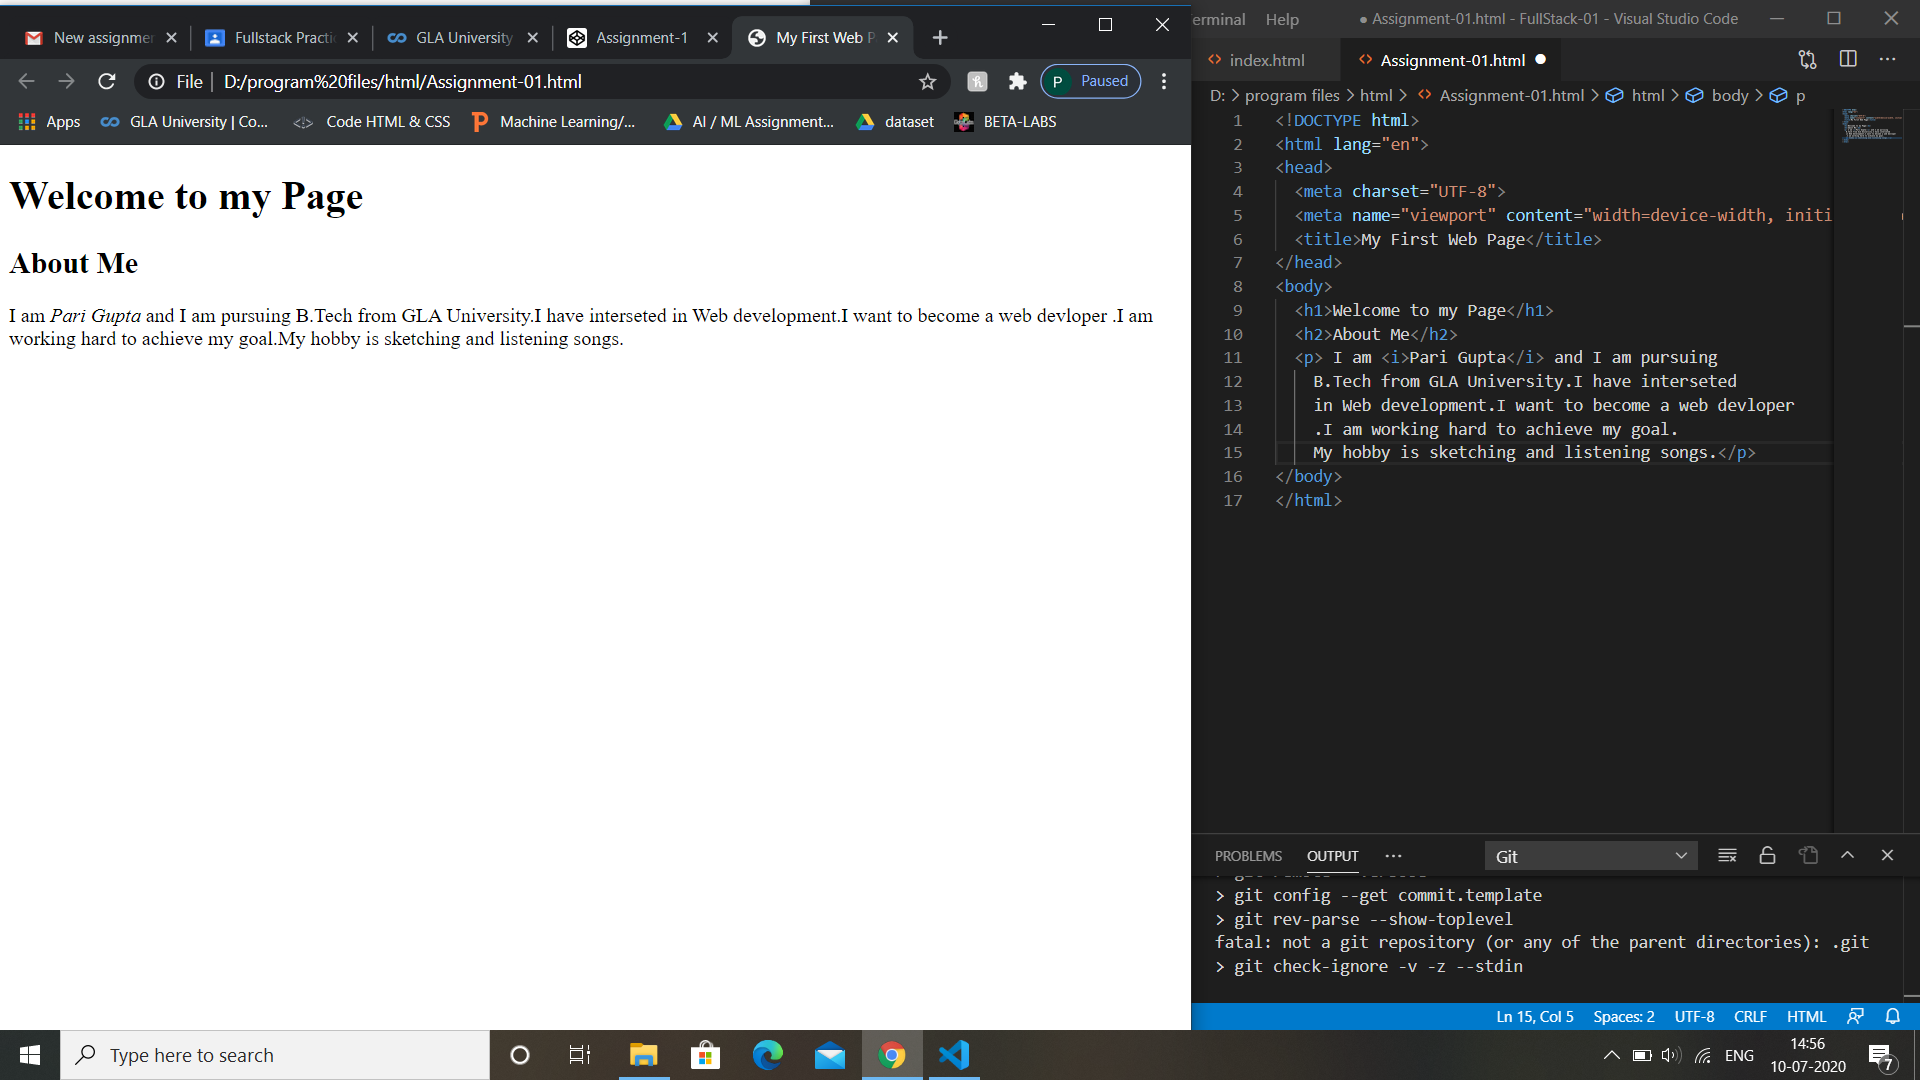 New assignmer
Fullstack Practi
GLA University
Assignment-1
My First Web P
File
D:/program%20files/html/Assignment-01.html
P
Paused
Apps
GLA University | Co...
Code HTML & CSS
Machine Learning/...
AI / ML Assignment...
dataset
BETA-LABS
Welcome to my Page
About Me
I am Pari Gupta and I am pursuing B.Tech from GLA University.I have interseted in Web development.I want to become a web devloper .I am
working hard to achieve my goal.My hobby is sketching and listening songs.
erminal Help ● Assignment-01.html - FullStack-01 - Visual Studio Code
index.html
Assignment-01.html
D: > program files > html > Assignment-01.html > html > body > p
1 <!DOCTYPE html>
2 <html lang="en">
3 <head>
4 <meta charset="UTF-8">
5 <meta name="viewport" content="width=device-width, initi
6 <title>My First Web Page</title>
7 </head>
8 <body>
9 <h1>Welcome to my Page</h1>
10 <h2>About Me</h2>
11 <p> I am <i>Pari Gupta</i> and I am pursuing
12 B.Tech from GLA University.I have interseted
13 in Web development.I want to become a web devloper
14 .I am working hard to achieve my goal.
15 My hobby is sketching and listening songs.</p>
16 </body>
17 </html>
PROBLEMS OUTPUT ... Git
> git config --get commit.template
> git rev-parse --show-toplevel
fatal: not a git repository (or any of the parent directories): .git
> git check-ignore -v -z --stdin
Ln 15, Col 5 Spaces: 2 UTF-8 CRLF HTML
Type here to search
ENG
14:56
10-07-2020
7